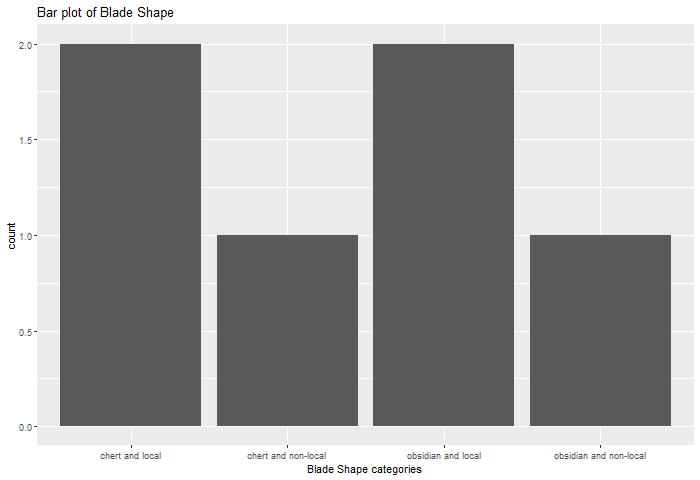 Bar plot of Blade Shape
2.0
1.5
1.0
0.5
0.0
count
chert and local
chert and non-local
obsidian and local
obsidian and non-local
Blade Shape categories